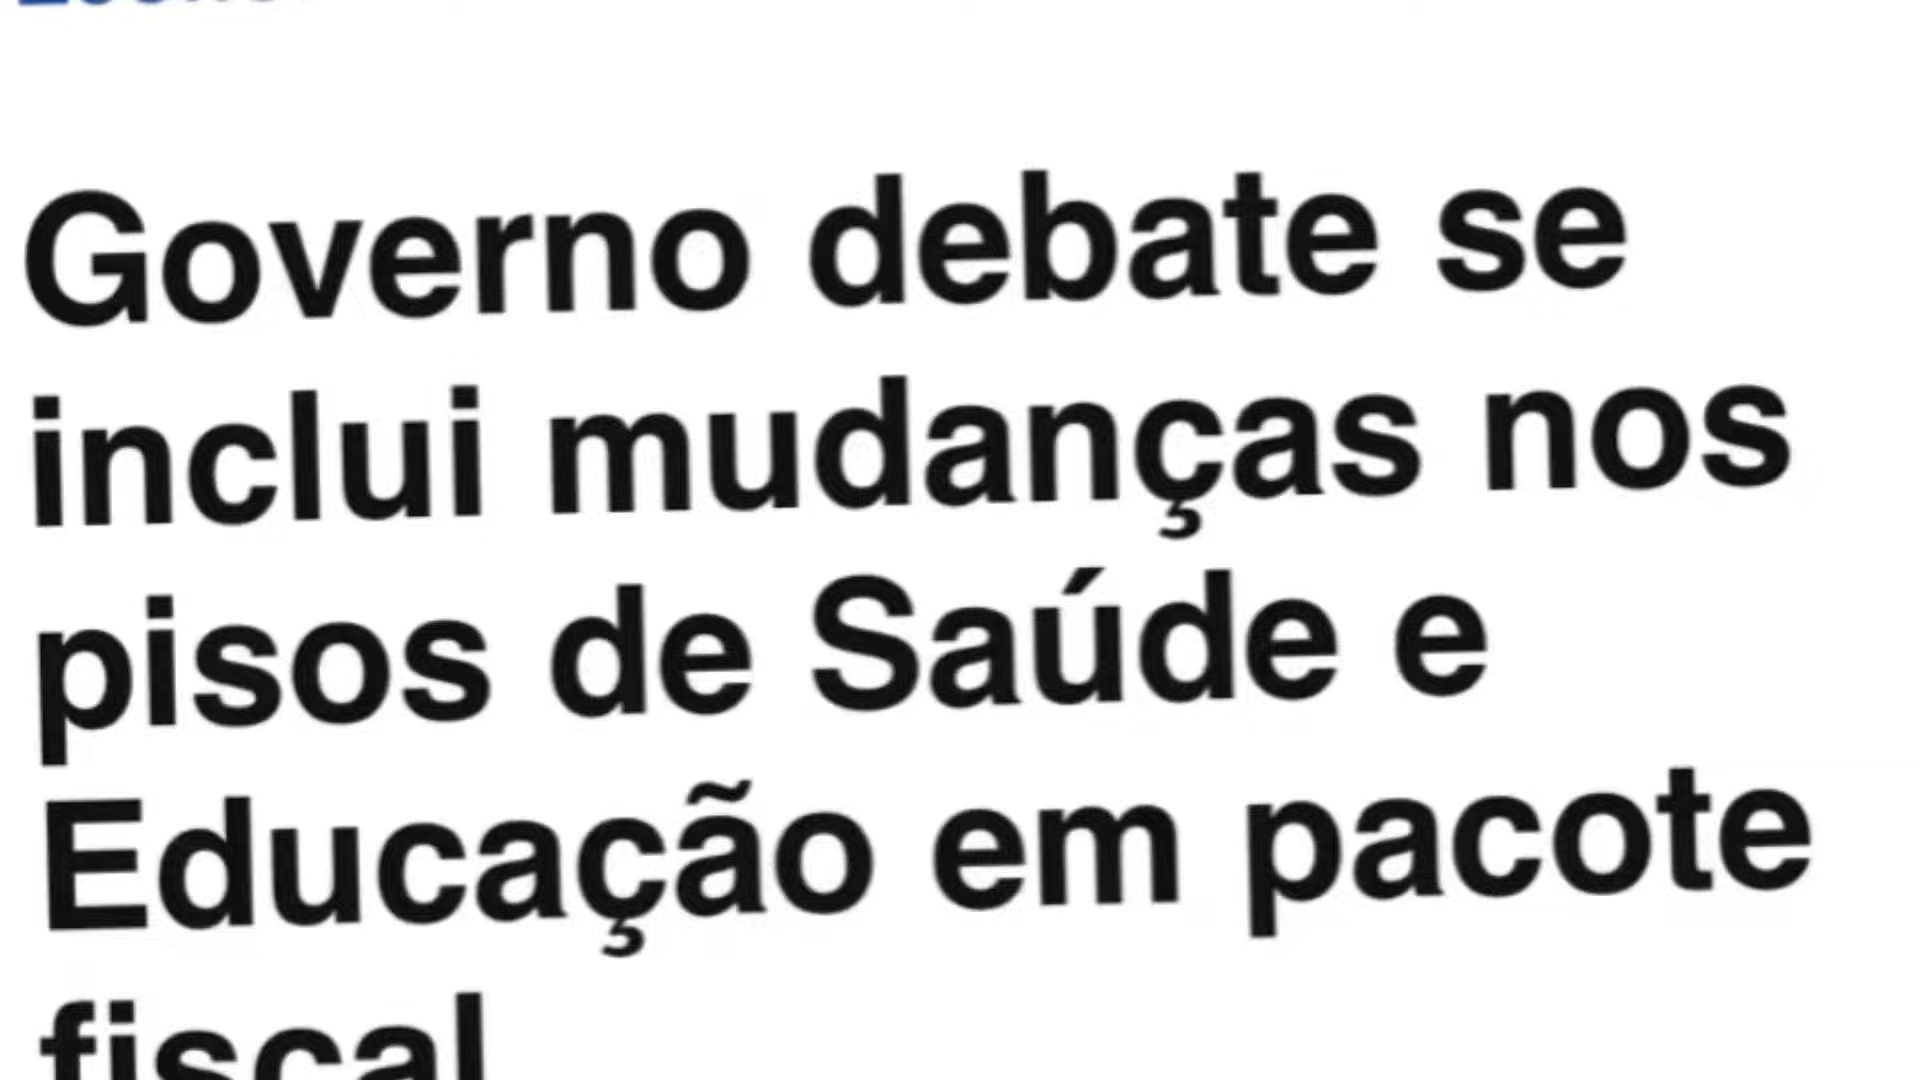 Governo debate se
inclui mudanças nos
pisos de Saúde e
Educação em pacote
fiscal